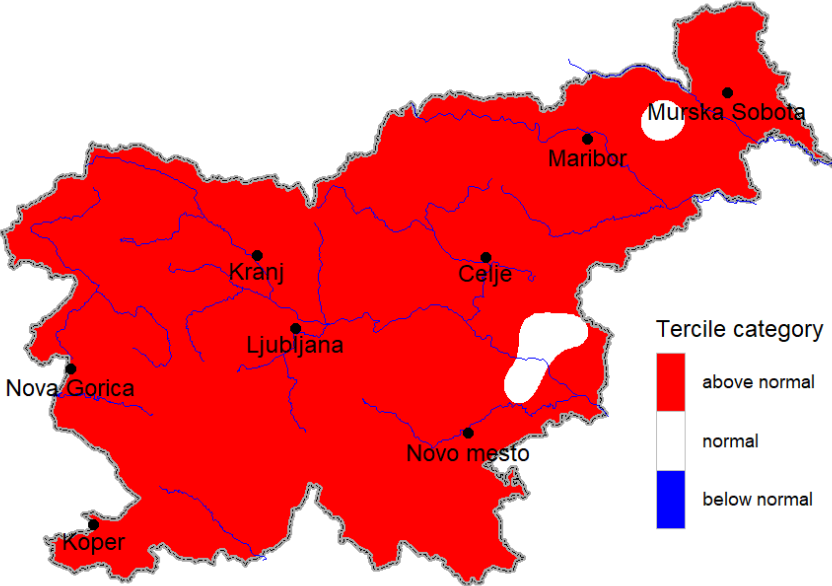 Murska Sobota
Maribor
Kranj
Celje
Ljubljana
Nova Gorica
Novo mesto
Koper
Tercile category
above normal
normal
below normal